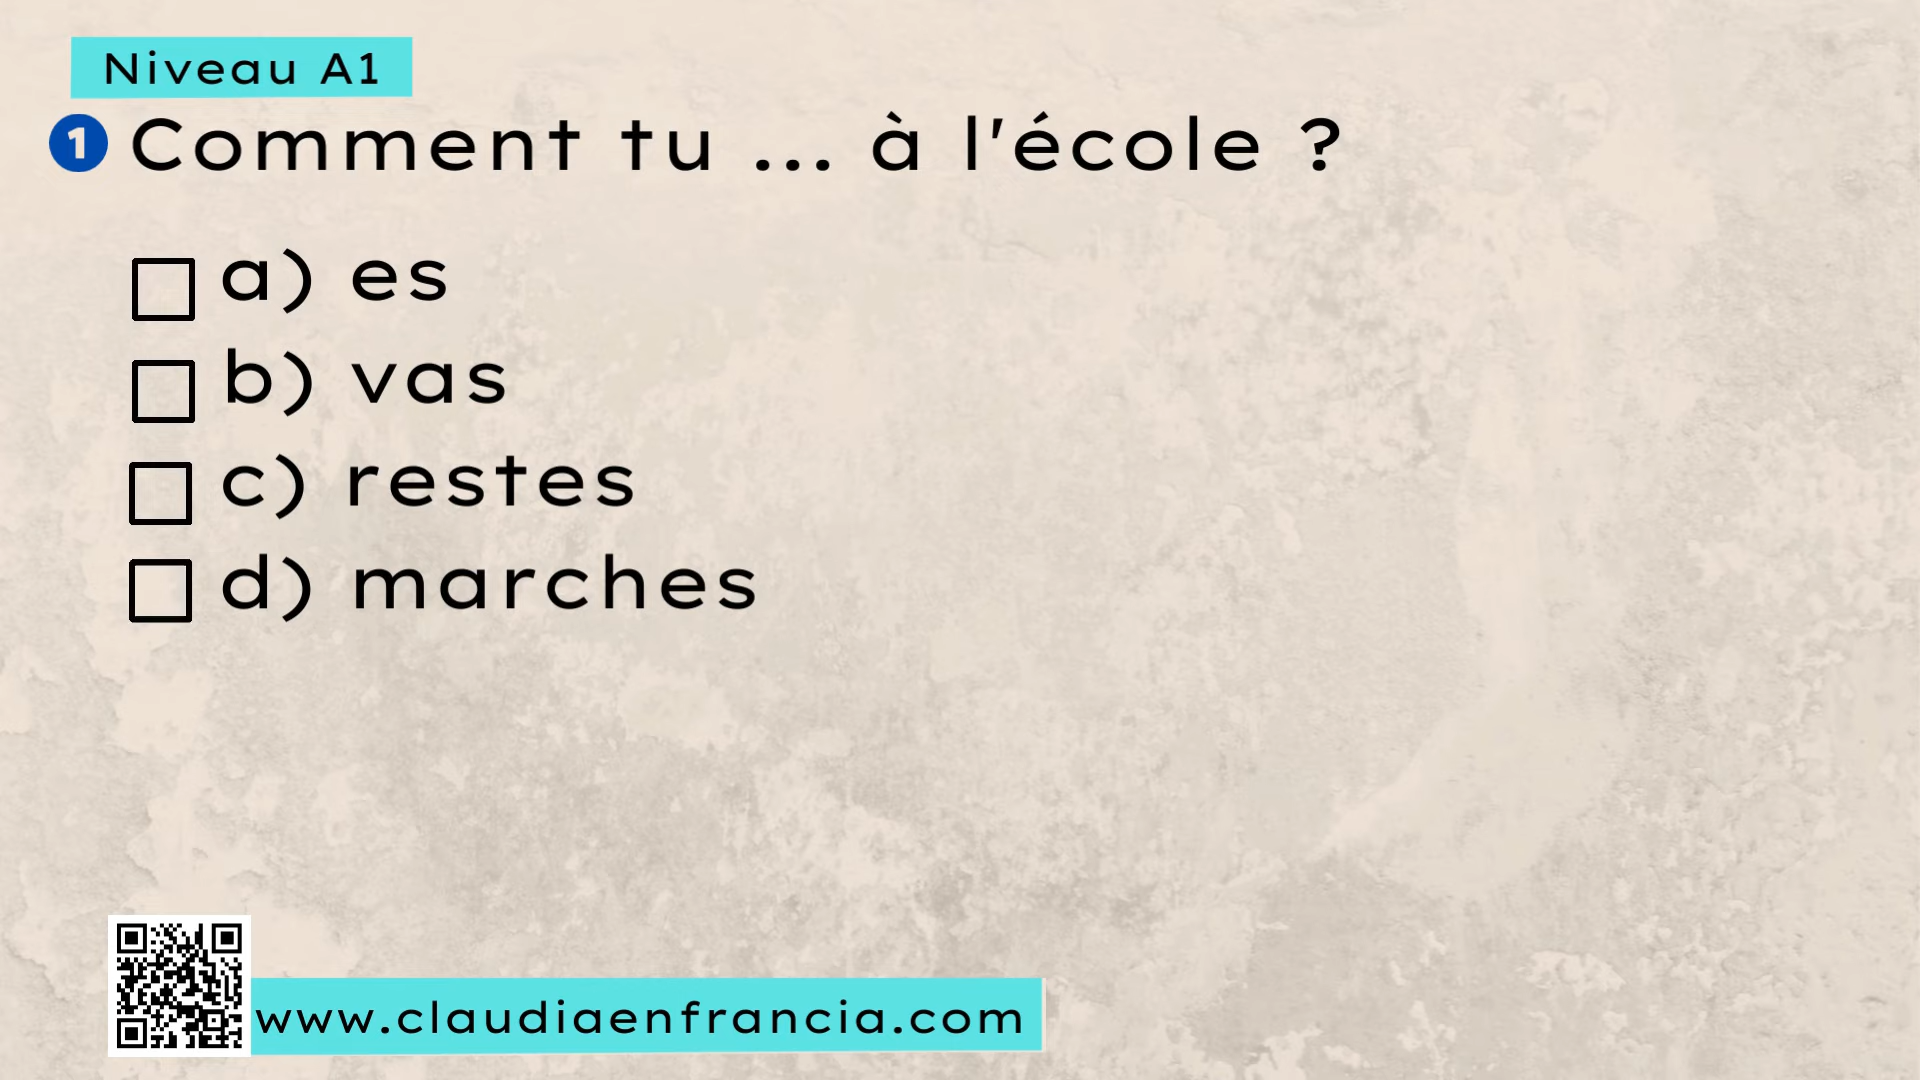 Niveau A1
1 Comment tu ... à l'école ?
a) es
b) vas
c) restes
d) marches
www.claudiaenfrancia.com